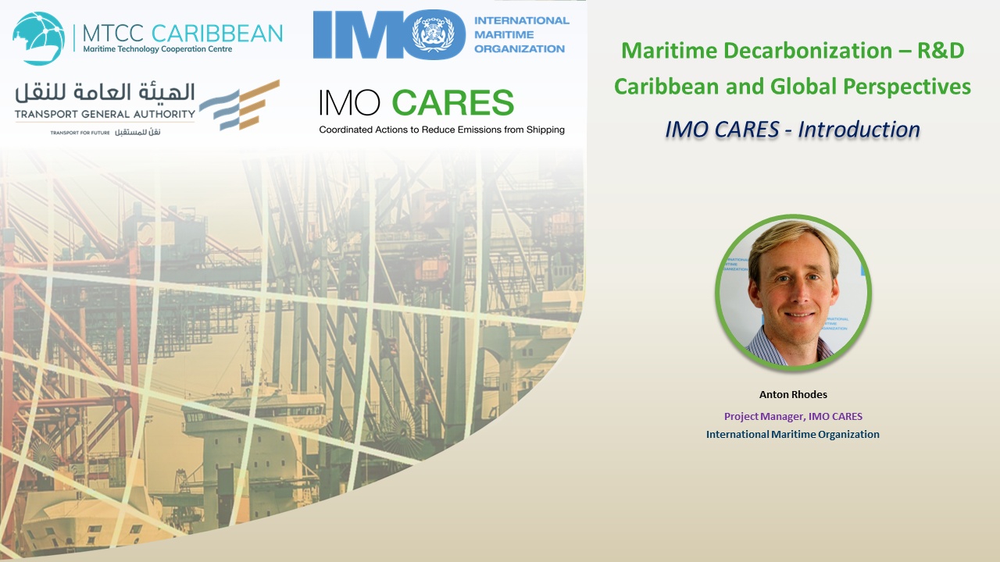 MTCC CARIBBEAN
Maritime Technology Cooperation Centre
IMO
INTERNATIONAL
MARITIME
ORGANIZATION
الهيئة العامة للنقل
TRANSPORT GENERAL AUTHORITY
TRANSPORT FOR FUTURE نقل للمستقبل
IMO CARES
Coordinated Actions to Reduce Emissions from Shipping
Maritime Decarbonization – R&D
Caribbean and Global Perspectives
IMO CARES - Introduction
Anton Rhodes
Project Manager, IMO CARES
International Maritime Organization